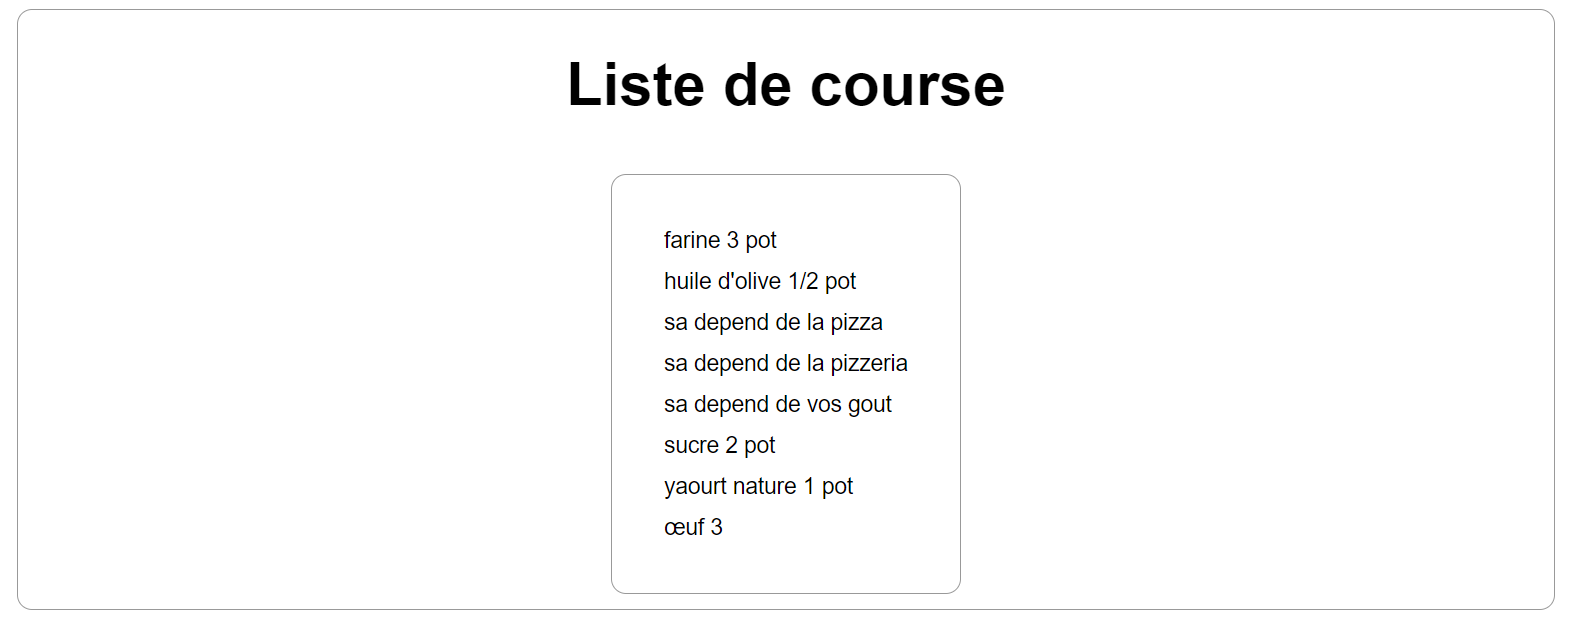 Liste de course
farine 3 pot
huile d'olive 1/2 pot
sa depend de la pizza
sa depend de la pizzeria
sa depend de vos gout
sucre 2 pot
yaourt nature 1 pot
œuf 3